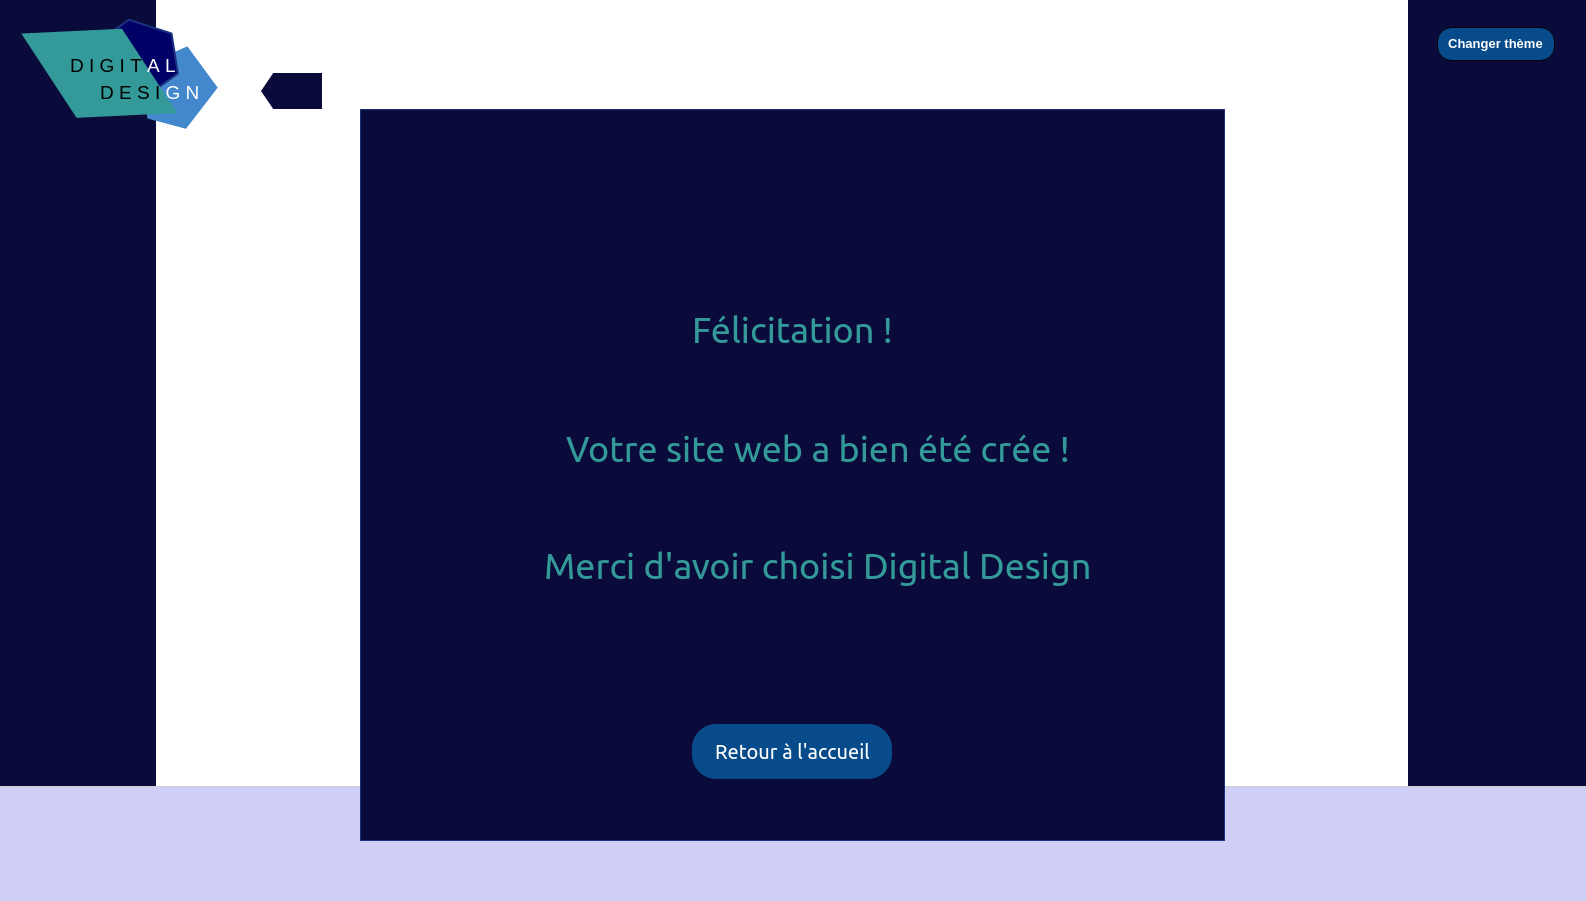 DIGITAL
DESIGN
Changer thème
Félicitation !
Votre site web a bien été crée !
Merci d'avoir choisi Digital Design
Retour à l'accueil